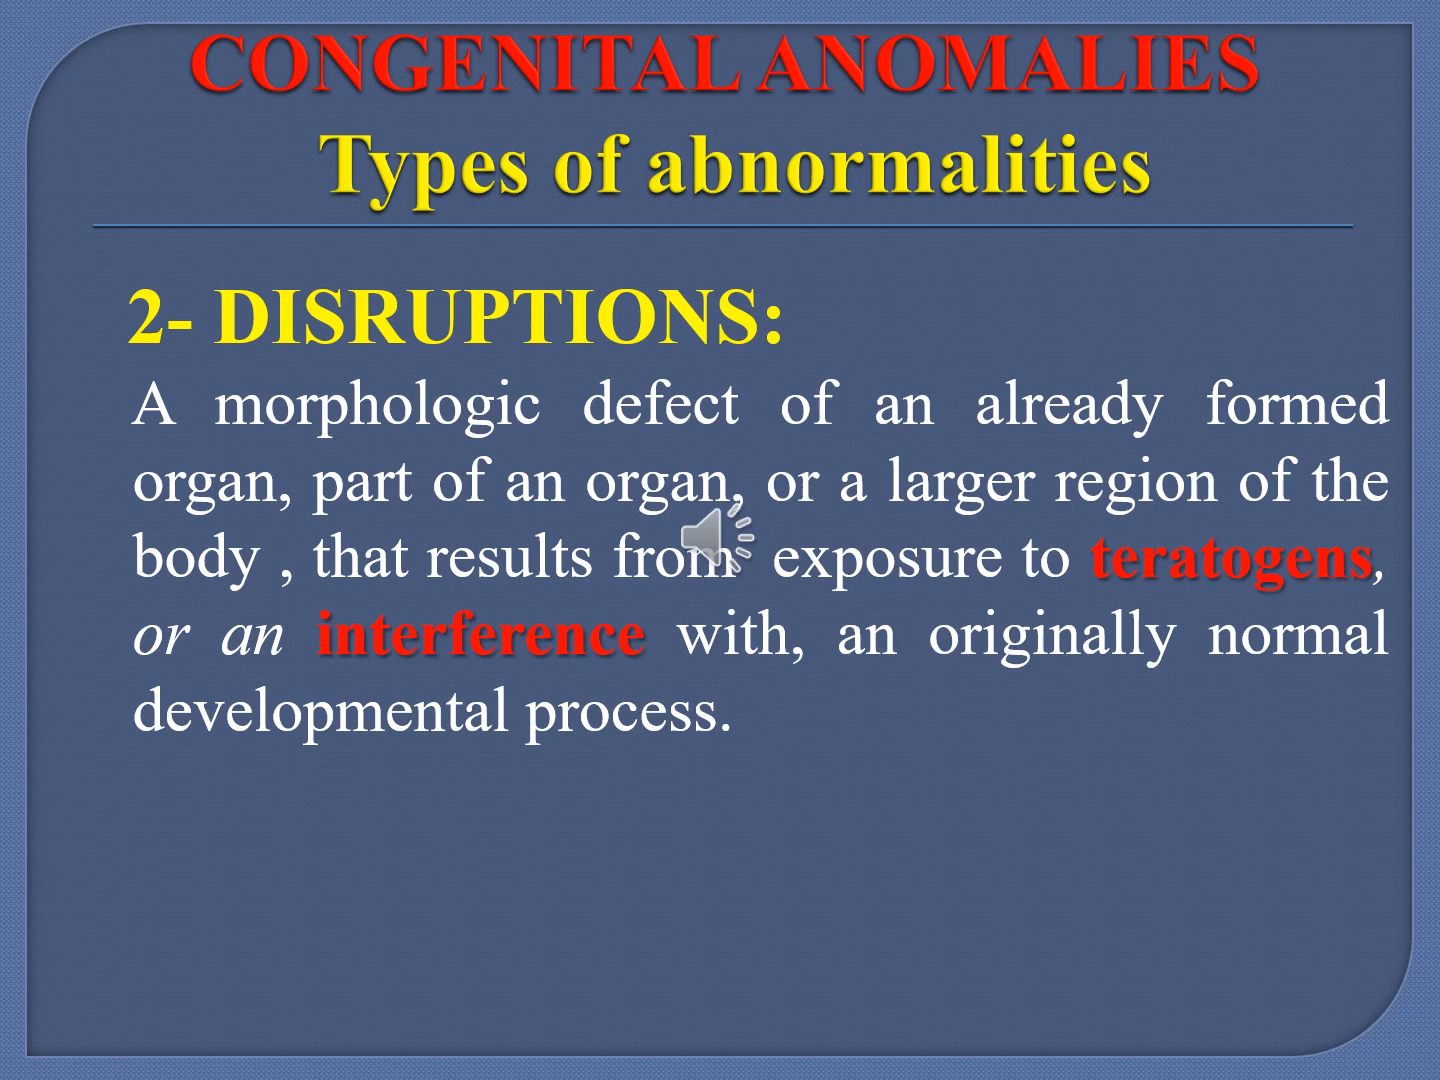 CONGENITAL ANOMALIES
Types of abnormalities
2- DISRUPTIONS:
A morphologic defect of an already formed
organ, part of an organ, or a larger region of the
body , that results from exposure to teratogens,
or an interference with, an originally normal
developmental process.